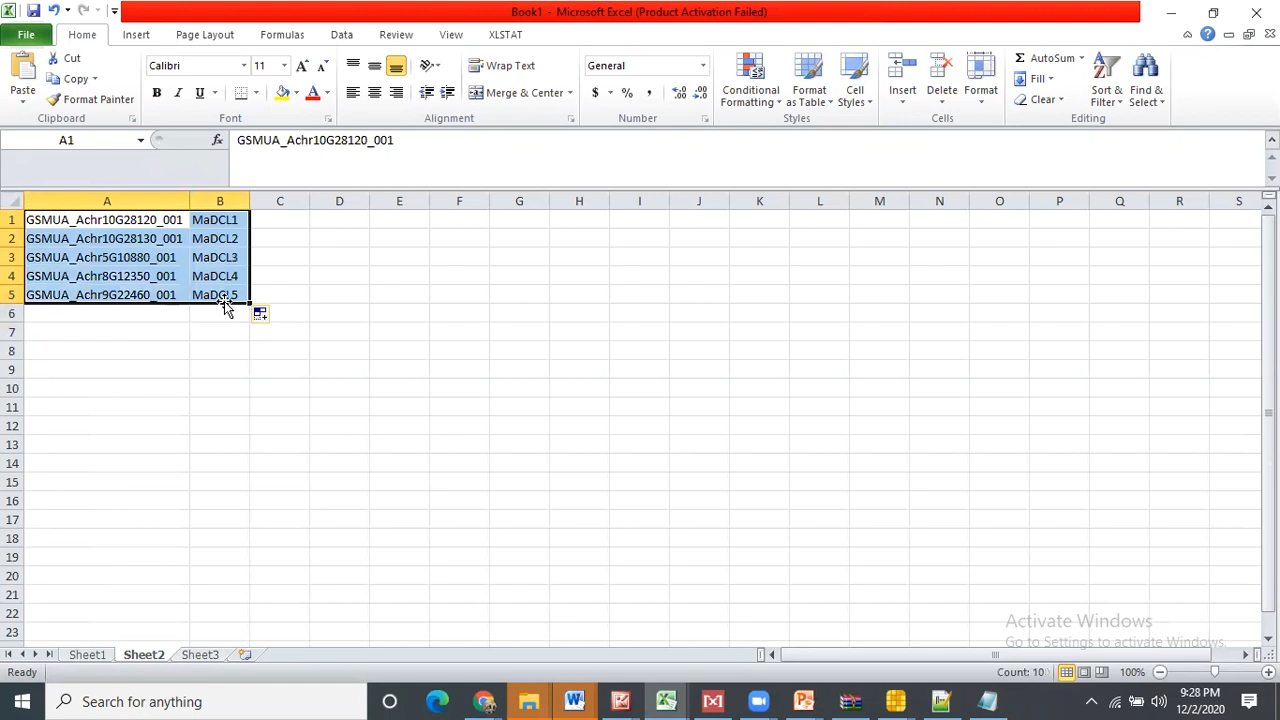 Book1 - Microsoft Excel (Product Activation Failed)
File Home Insert Page Layout Formulas Data Review View XLSTAT
Paste
Cut
Copy
Format Painter
Clipboard
Calibri 11
B I U
Font
Wrap Text
Merge & Center
Alignment
General
$ % ,
Number
Conditional Formatting
Format as Table
Cell Styles
Styles
Insert Delete Format
Cells
AutoSum
Fill
Clear
Sort & Filter
Find & Select
Editing
A1 fx GSMUA_Achr10G28120_001
A B C D E F G H I J K L M N O P Q R S
1 GSMUA_Achr10G28120_001 MaDCL1
2 GSMUA_Achr10G28130_001 MaDCL2
3 GSMUA_Achr5G10880_001 MaDCL3
4 GSMUA_Achr8G12350_001 MaDCL4
5 GSMUA_Achr9G22460_001 MaDCL5
6
7
8
9
10
11
12
13
14
15
16
17
18
19
20
21
22
23
Activate Windows
Go to Settings to activate Windows.
Sheet1 Sheet2 Sheet3
Ready Count: 10 100%
Search for anything
9:28 PM
12/2/2020